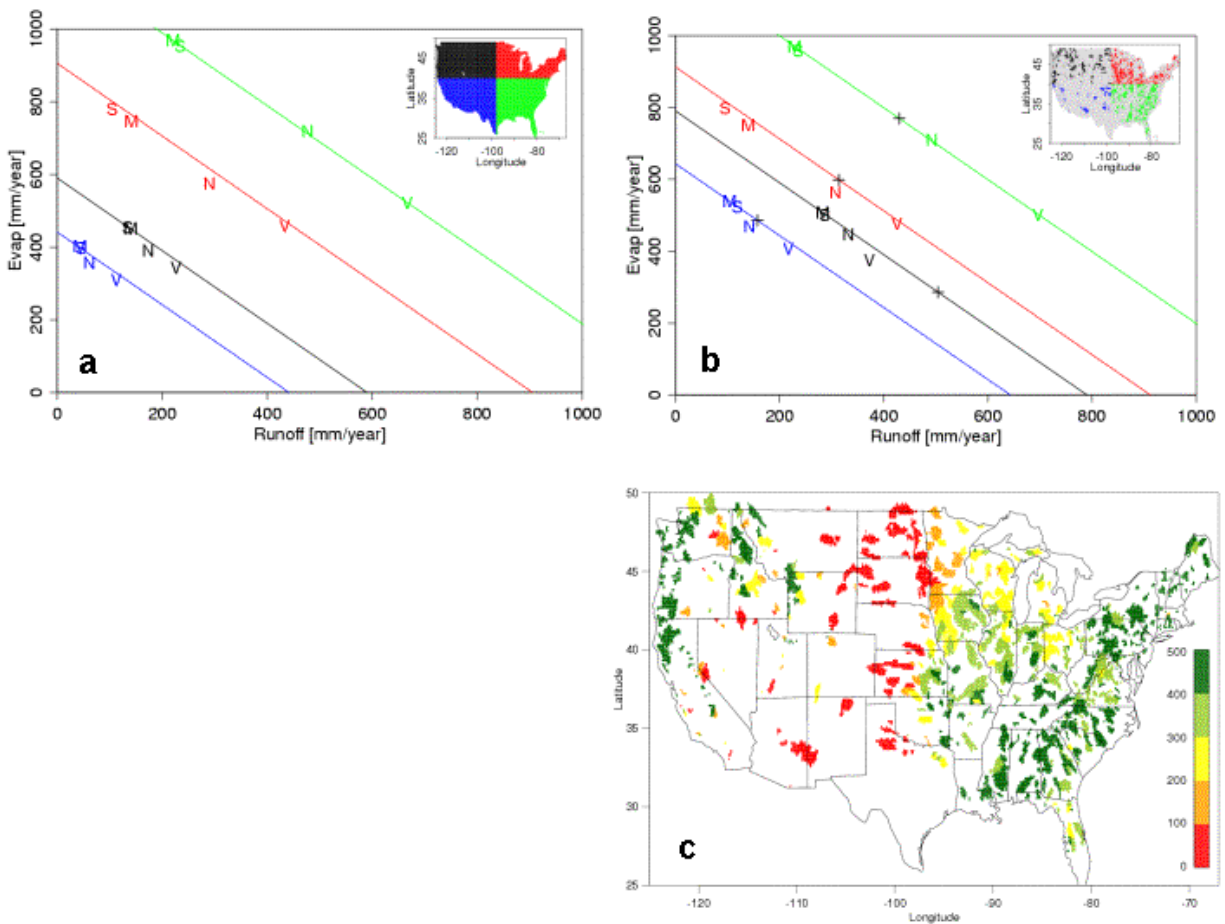 1000
800
600
400
200
0
Evap [mm/year]
0 200 400 600 800 1000
Runoff [mm/year]
a
M S N V
S M N V
S M N V
M S N V
45
35
25
Latitude
-120 -100 -80
Longitude
1000
800
600
400
200
0
Evap [mm/year]
0 200 400 600 800 1000
Runoff [mm/year]
b
M S + N V
S M + N V
M S N V +
M S N + V
45
35
25
Latitude
-120 -100 -80
Longitude
50
45
40
35
30
25
Latitude
-120 -110 -100 -90 -80 -70
Longitude
c
500
400
300
200
100
0